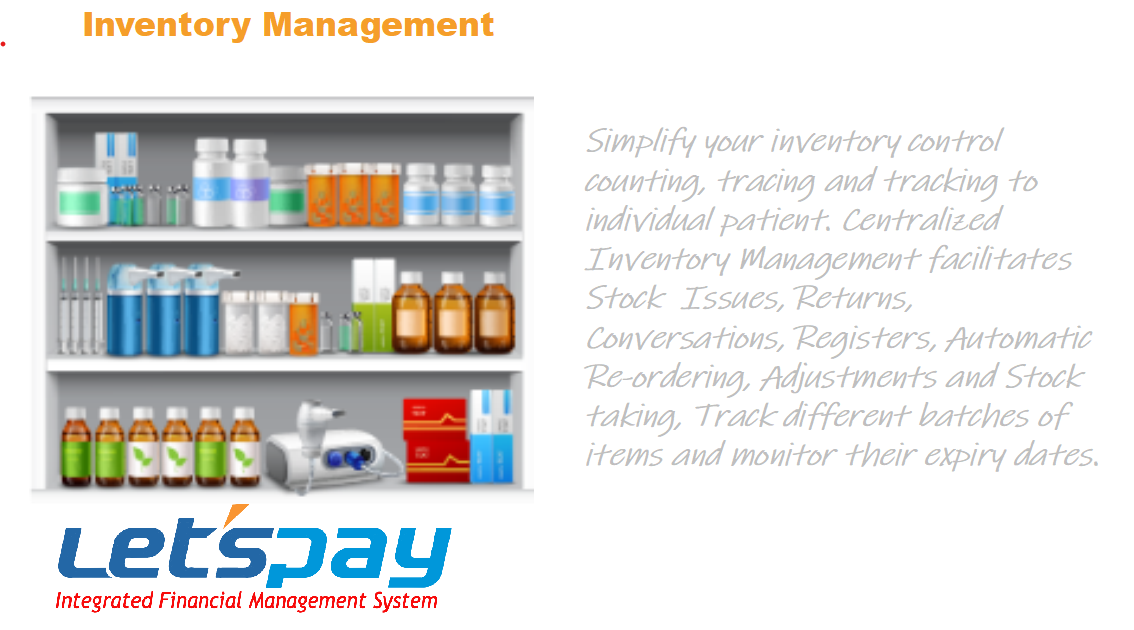 Inventory Management
Simplify your inventory control
counting, tracing and tracking to
individual patient. Centralized
Inventory Management facilitates
Stock Issues, Returns,
Conversations, Registers, Automatic
Re-ordering, Adjustments and Stock
taking, Track different batches of
items and monitor their expiry dates.
Let'spay
Integrated Financial Management System